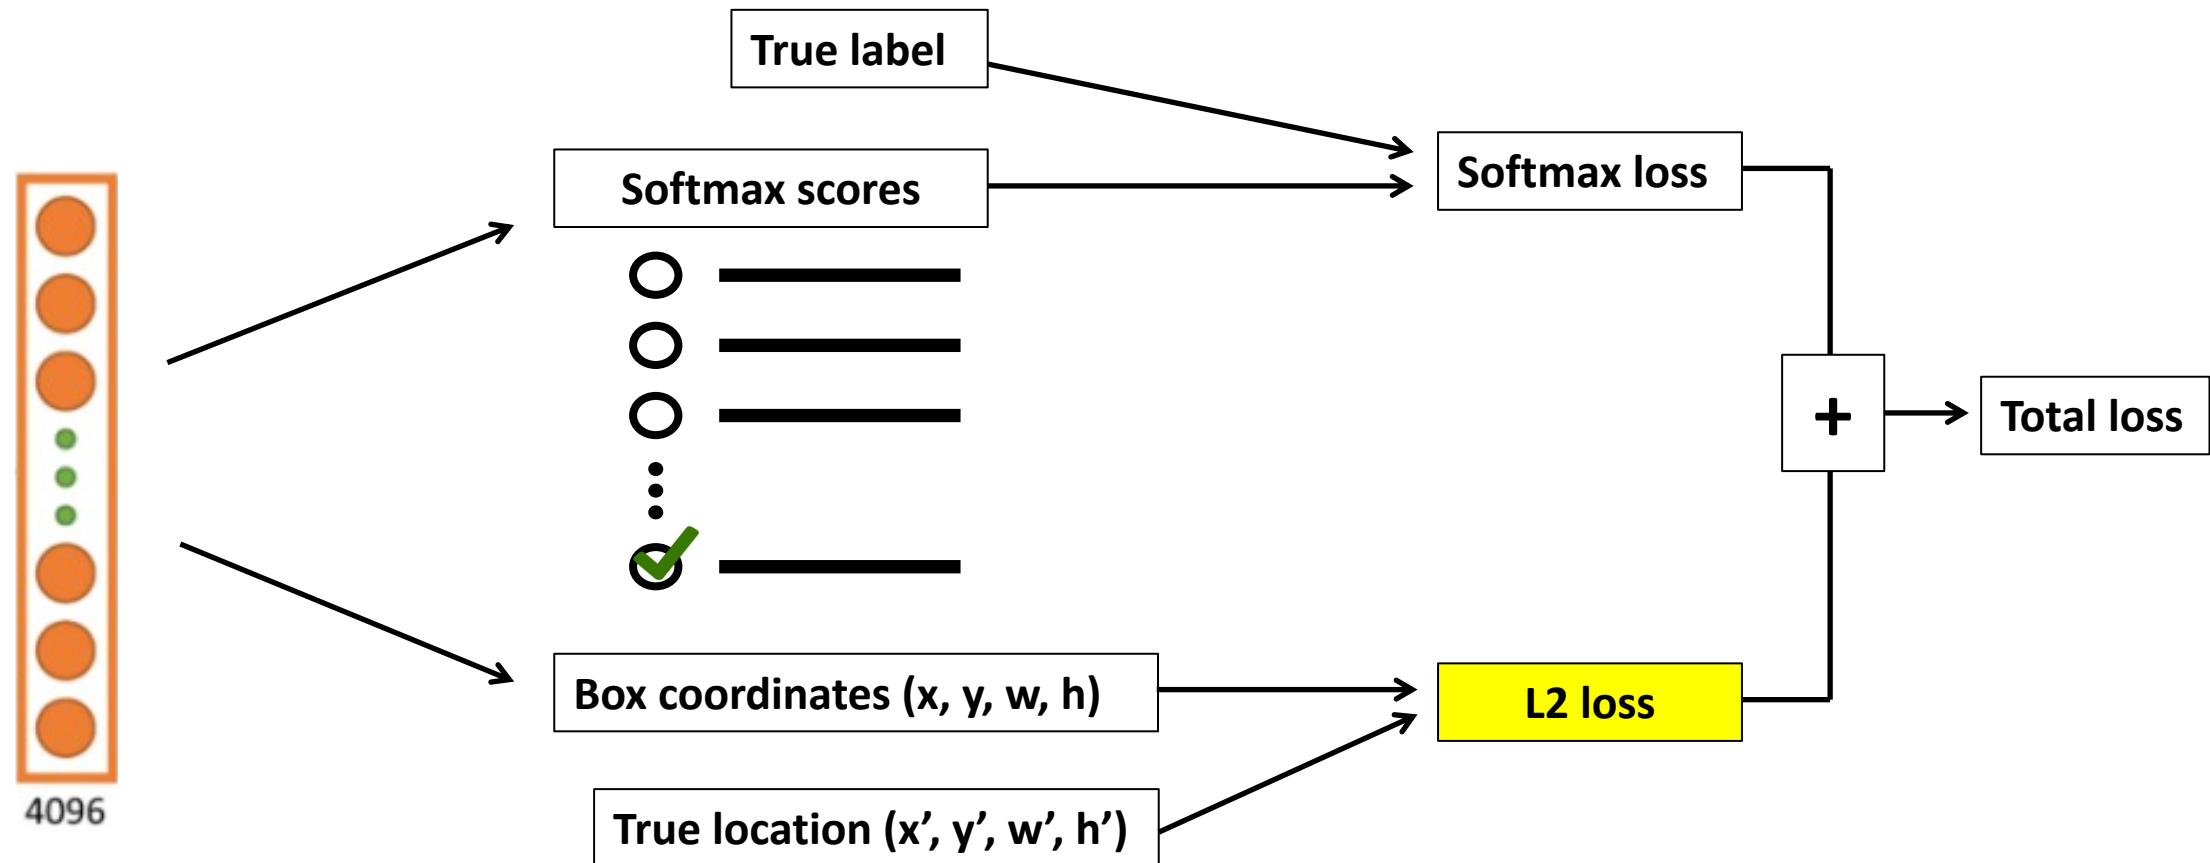 True label
Softmax scores
Softmax loss
+
Total loss
Box coordinates (x, y, w, h)
L2 loss
True location (x’, y’, w’, h’)
4096